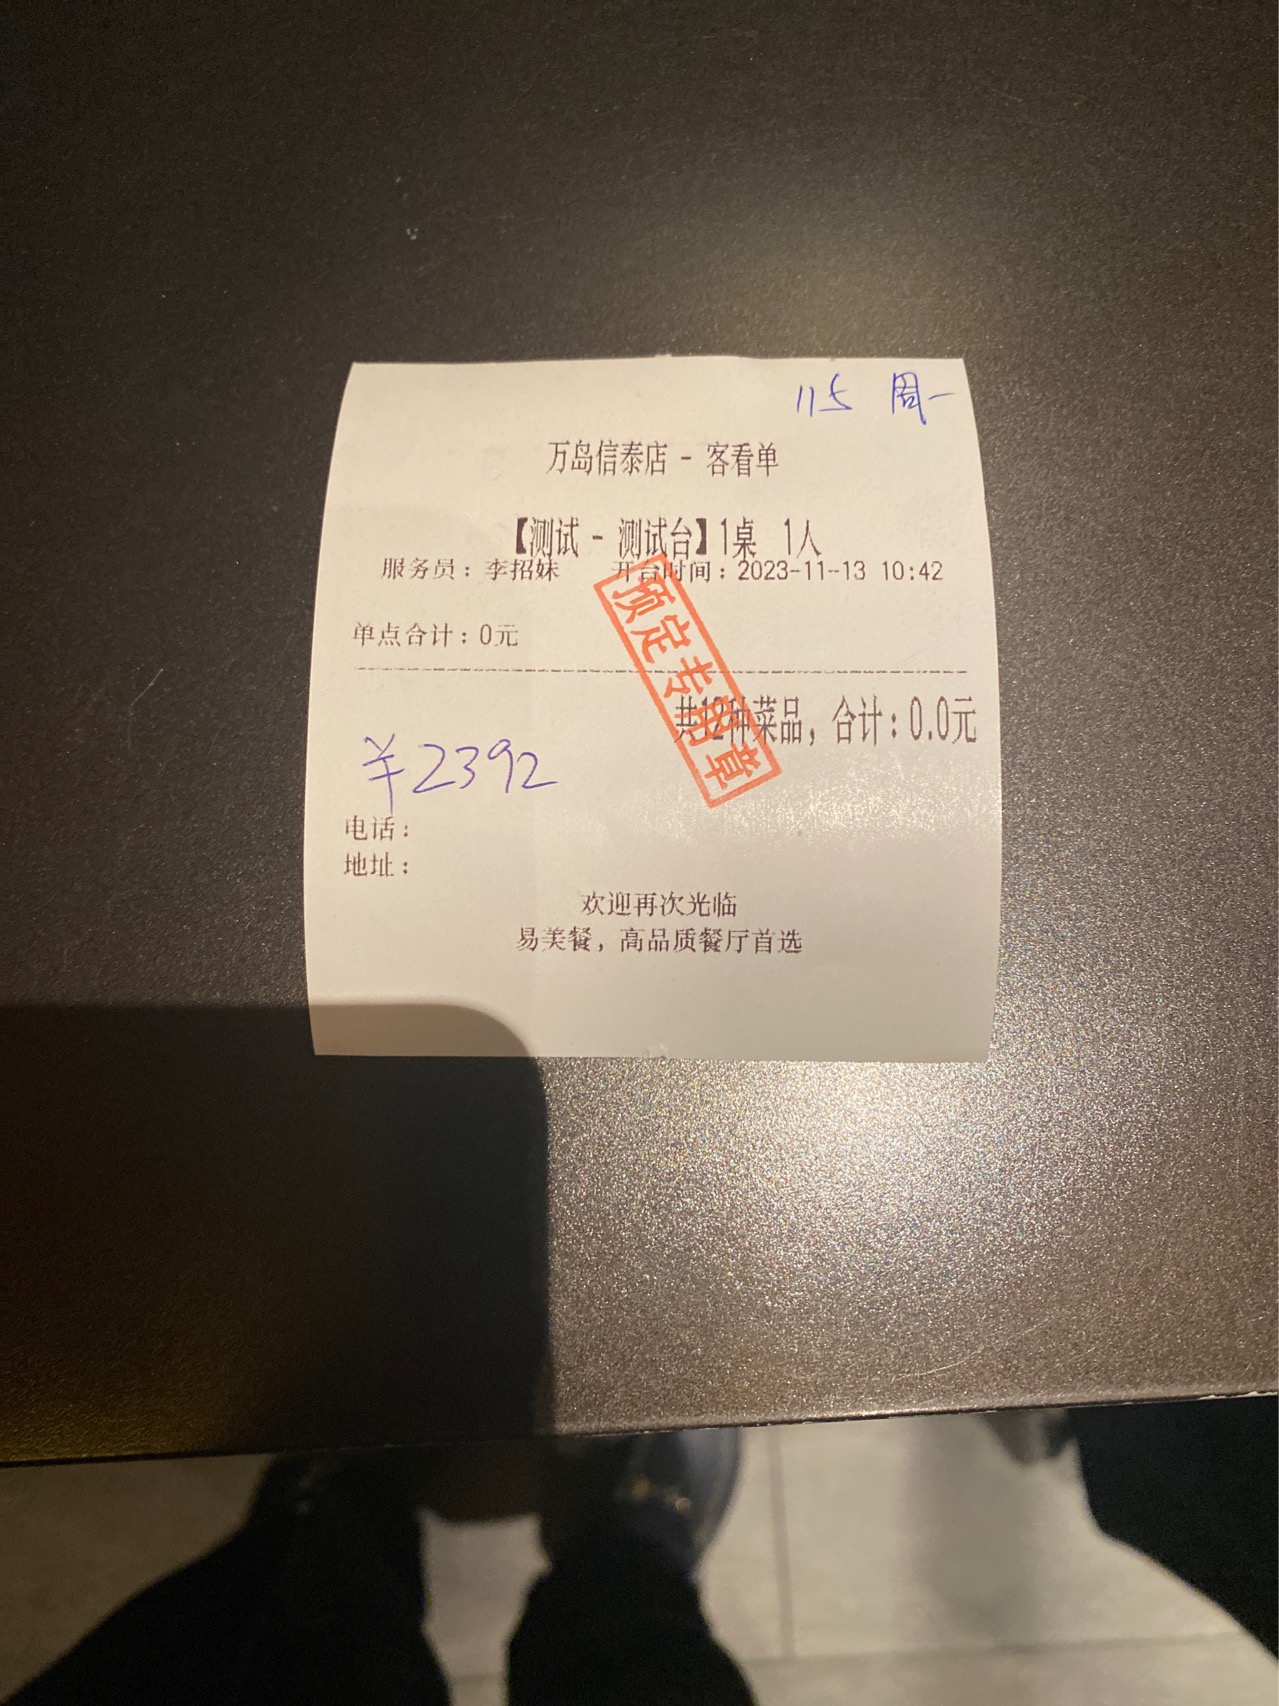 115 周一
万岛信泰店 - 客看单
【测试 - 测试台】1桌 1人
服务员：李招妹 开台时间：2023-11-13 10:42
预定专用章
单点合计：0元
共12种菜品，合计：0.0元
¥2392
电话：
地址：
欢迎再次光临
易美餐，高品质餐厅首选